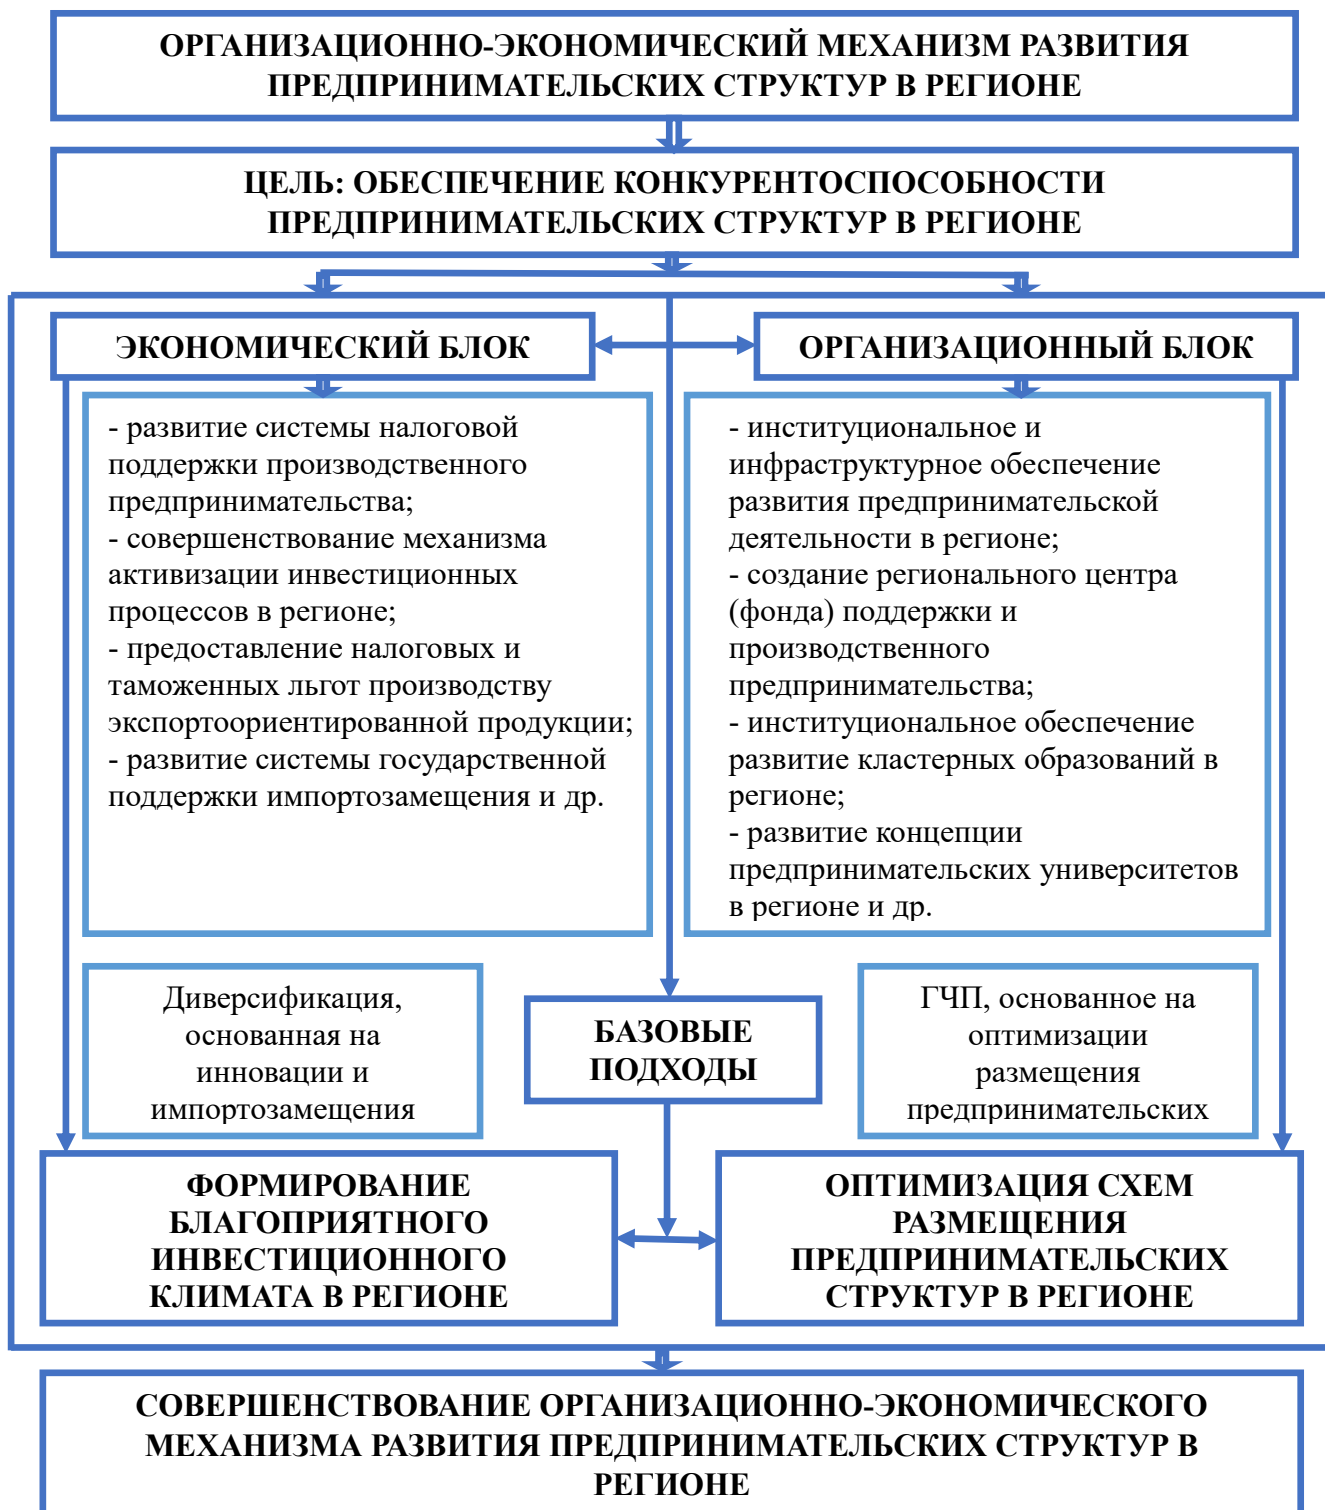 ОРГАНИЗАЦИОННО-ЭКОНОМИЧЕСКИЙ МЕХАНИЗМ РАЗВИТИЯ
ПРЕДПРИНИМАТЕЛЬСКИХ СТРУКТУР В РЕГИОНЕ
ЦЕЛЬ: ОБЕСПЕЧЕНИЕ КОНКУРЕНТОСПОСОБНОСТИ
ПРЕДПРИНИМАТЕЛЬСКИХ СТРУКТУР В РЕГИОНЕ
ЭКОНОМИЧЕСКИЙ БЛОК
ОРГАНИЗАЦИОННЫЙ БЛОК
- развитие системы налоговой
поддержки производственного
предпринимательства;
- совершенствование механизма
активизации инвестиционных
процессов в регионе;
- предоставление налоговых и
таможенных льгот производству
экспортоориентированной продукции;
- развитие системы государственной
поддержки импортозамещения и др.
- институциональное и
инфраструктурное обеспечение
развития предпринимательской
деятельности в регионе;
- создание регионального центра
(фонда) поддержки и
производственного
предпринимательства;
- институциональное обеспечение
развитие кластерных образований в
регионе;
- развитие концепции
предпринимательских университетов
в регионе и др.
Диверсификация,
основанная на
инновации и
импортозамещения
БАЗОВЫЕ
ПОДХОДЫ
ГЧП, основанное на
оптимизации
размещения
предпринимательских
ФОРМИРОВАНИЕ
БЛАГОПРИЯТНОГО
ИНВЕСТИЦИОННОГО
КЛИМАТА В РЕГИОНЕ
ОПТИМИЗАЦИЯ СХЕМ
РАЗМЕЩЕНИЯ
ПРЕДПРИНИМАТЕЛЬСКИХ
СТРУКТУР В РЕГИОНЕ
СОВЕРШЕНСТВОВАНИЕ ОРГАНИЗАЦИОННО-ЭКОНОМИЧЕСКОГО
МЕХАНИЗМА РАЗВИТИЯ ПРЕДПРИНИМАТЕЛЬСКИХ СТРУКТУР В
РЕГИОНЕ